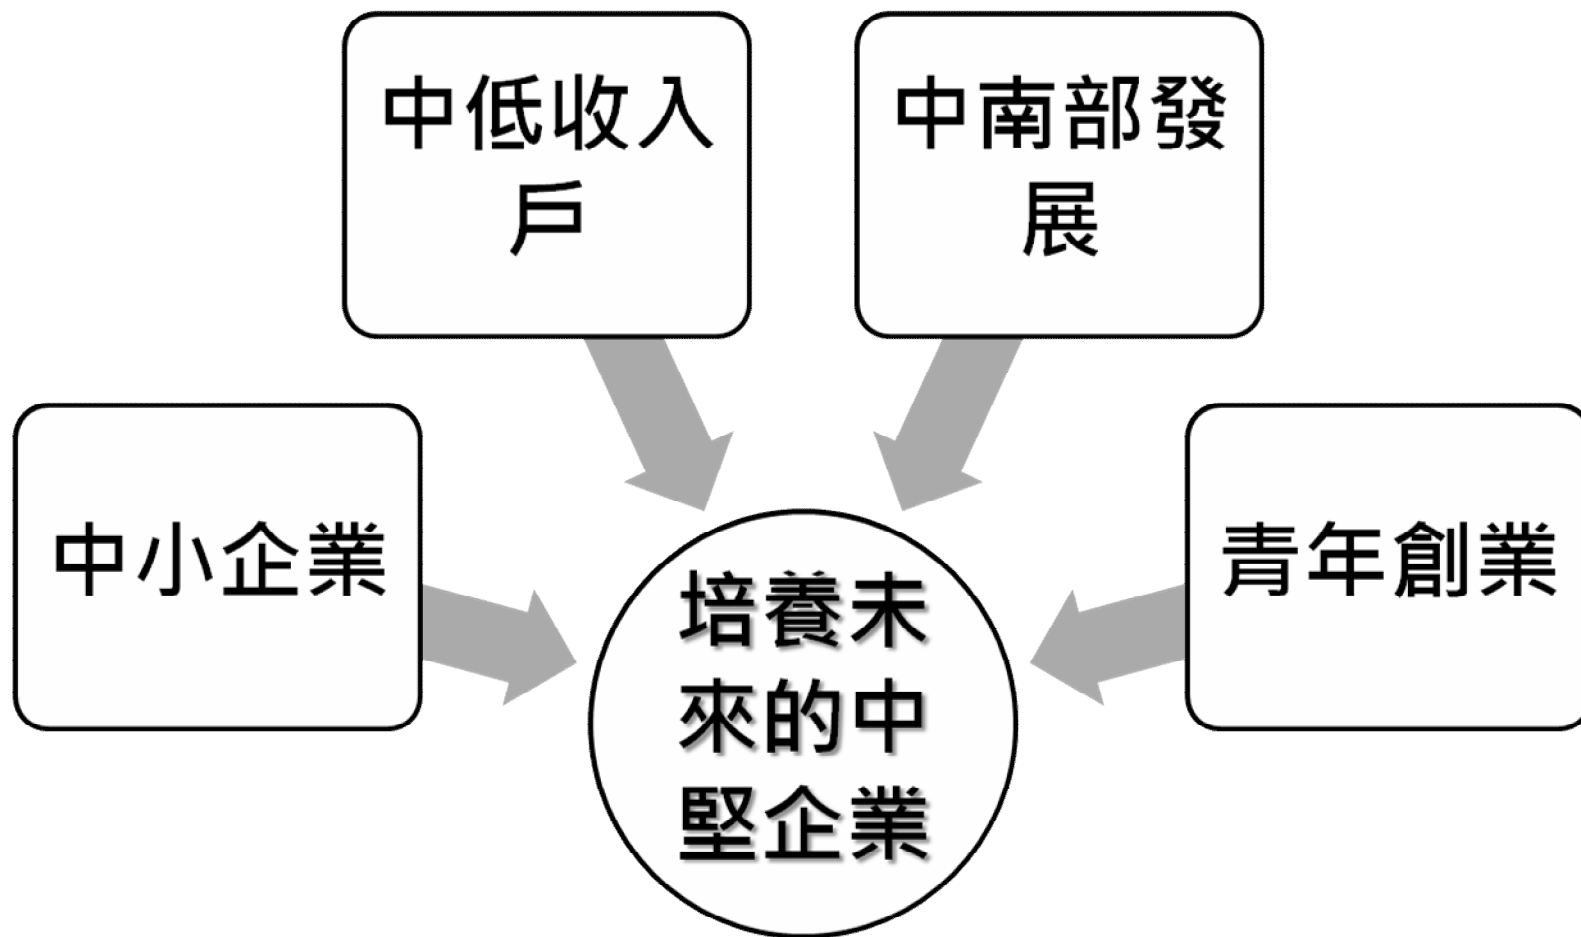 中低收入
戶
中南部發
展
中小企業
青年創業
培養未
來的中
堅企業